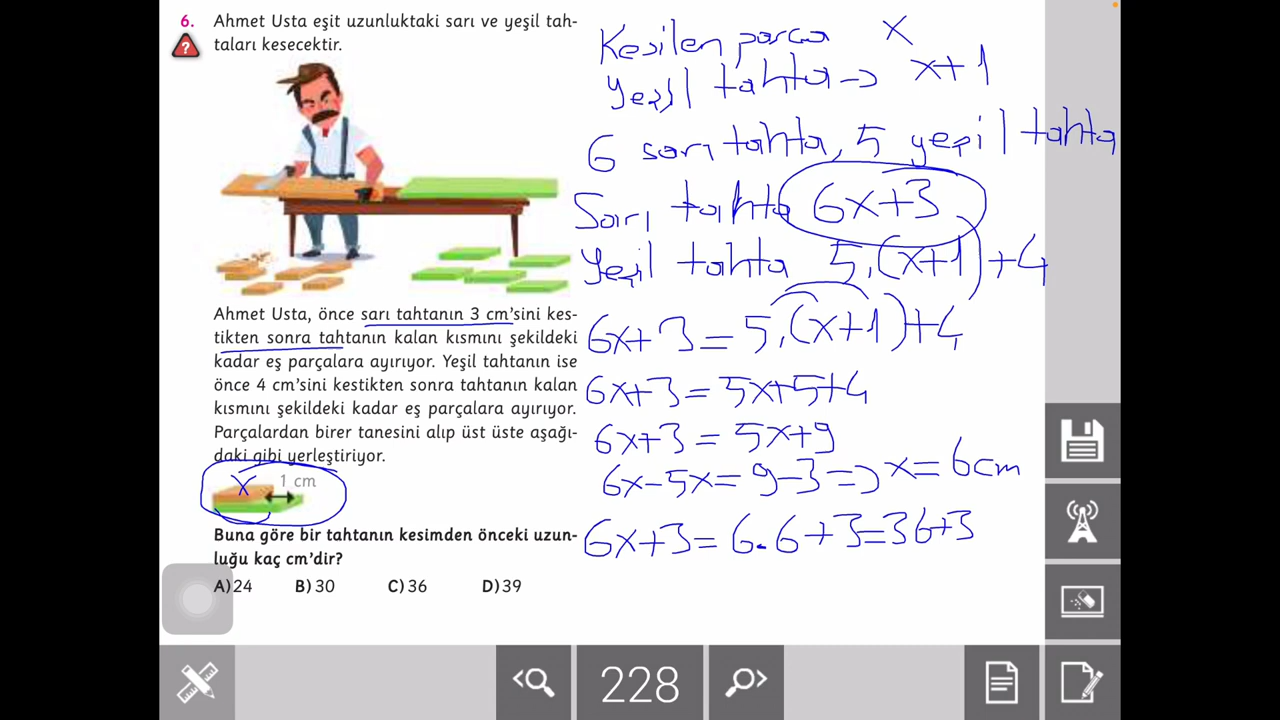 6. Ahmet Usta eşit uzunluktaki sarı ve yeşil tah-
taları kesecektir.
?
Ahmet Usta, önce sarı tahtanın 3 cm'sini kes-
tikten sonra tahtanın kalan kısmını şekildeki
kadar eş parçalara ayırıyor. Yeşil tahtanın ise
önce 4 cm'sini kestikten sonra tahtanın kalan
kısmını şekildeki kadar eş parçalara ayırıyor.
Parçalardan birer tanesini alıp üst üste aşağı-
daki gibi yerleştiriyor.
x 1 cm
Buna göre bir tahtanın kesimden önceki uzun-
luğu kaç cm'dir?
A)24 B)30 C)36 D)39
Kesilen parça x
Yeşil tahta → x+1
6 sarı tahta, 5 yeşil tahta
Sarı tahta 6x+3
Yeşil tahta 5.(x+1)+4
6x+3=5.(x+1)+4
6x+3=5x+5+4
6x+3=5x+9
6x-5x=9-3=> x=6cm
6x+3=6.6+3=36+3
228